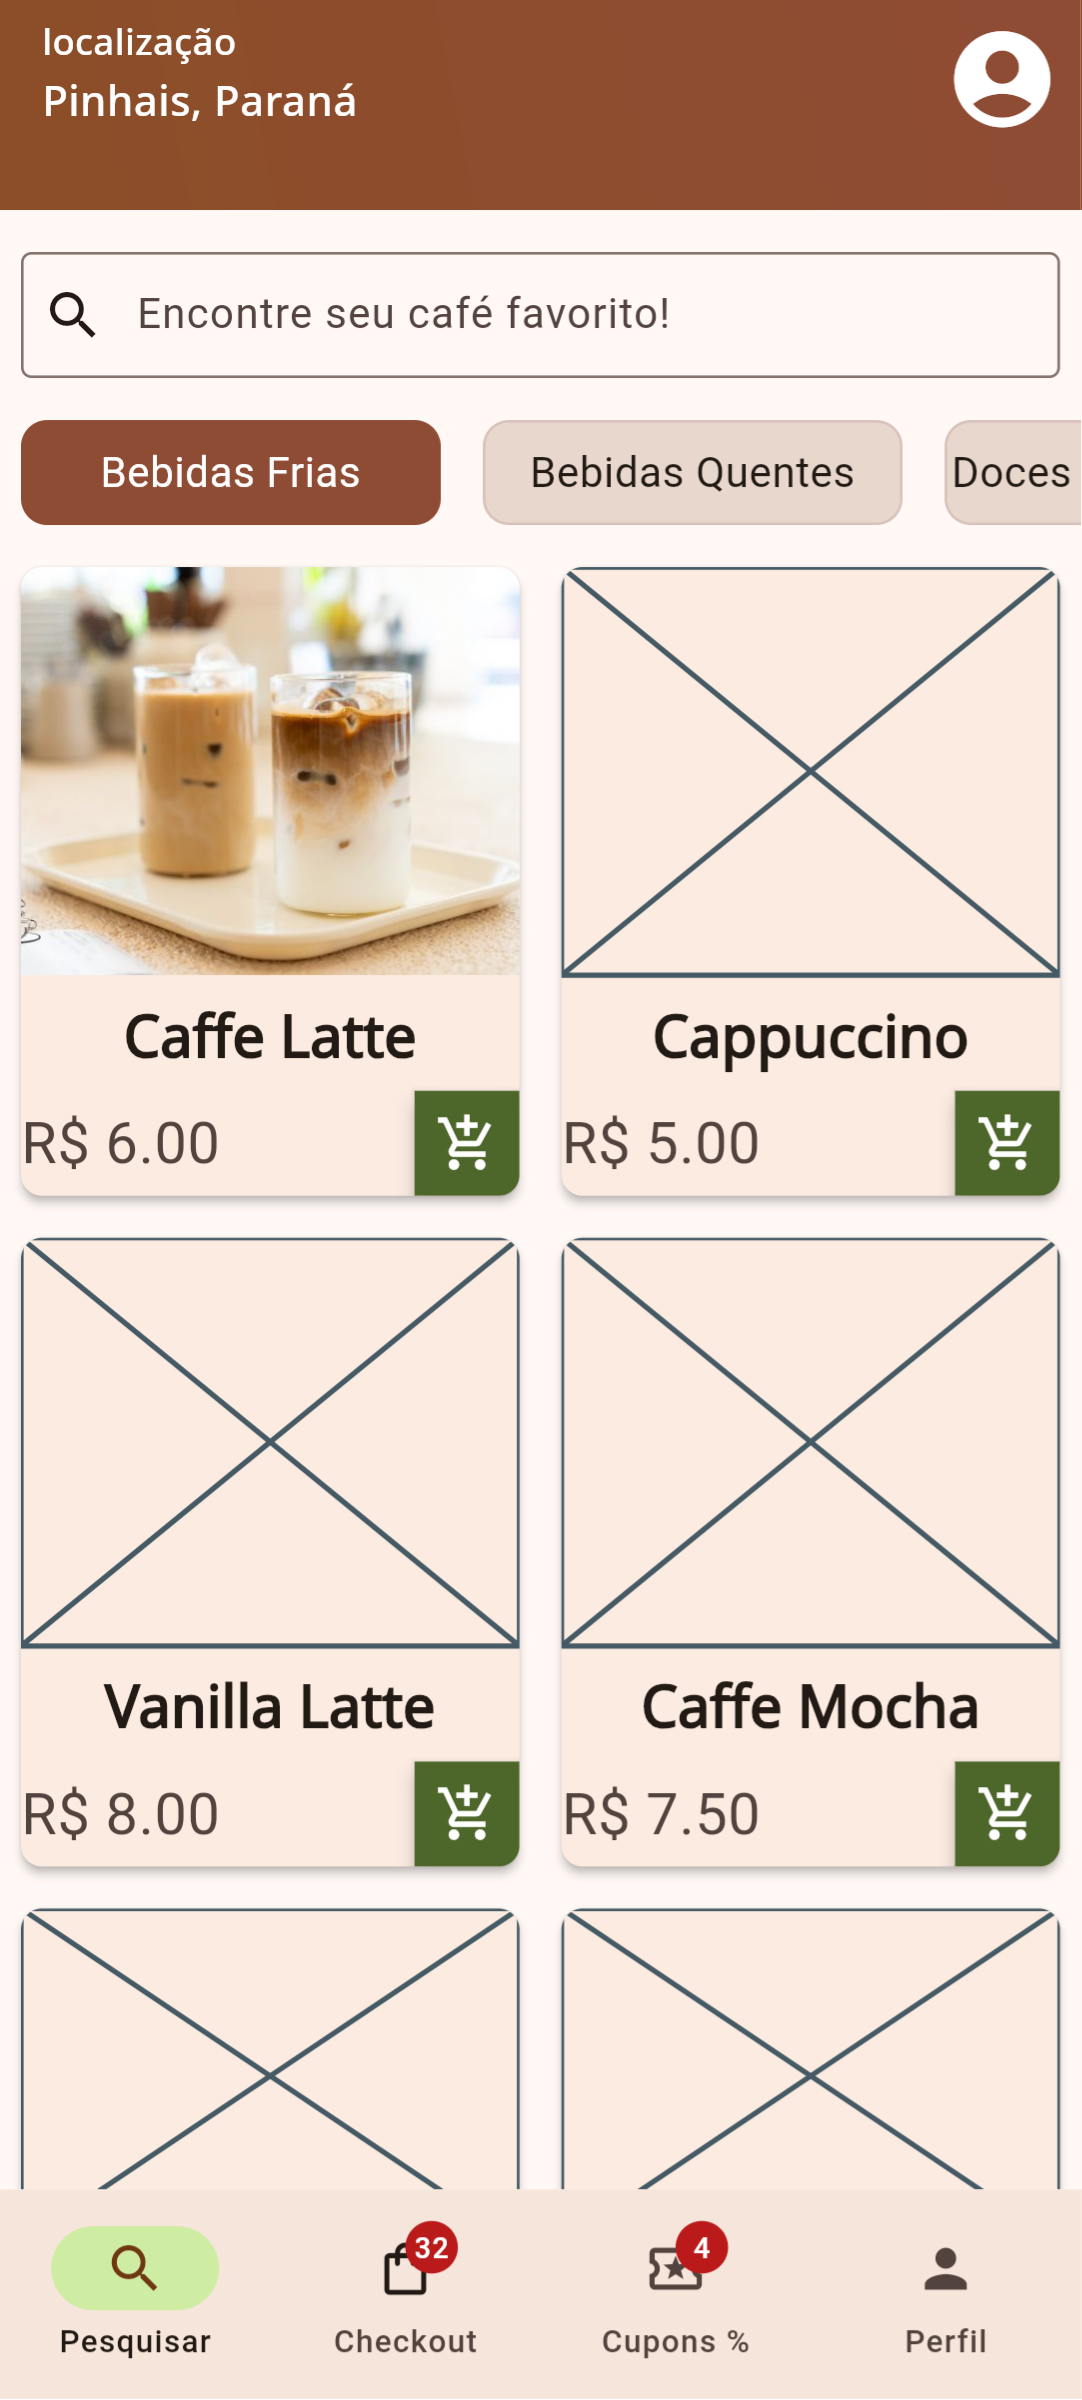 localização
Pinhais, Paraná
Encontre seu café favorito!
Bebidas Frias
Bebidas Quentes
Doces
Caffe Latte
Cappuccino
R$ 6.00
R$ 5.00
Vanilla Latte
Caffe Mocha
R$ 8.00
R$ 7.50
32
4
Pesquisar
Checkout
Cupons %
Perfil